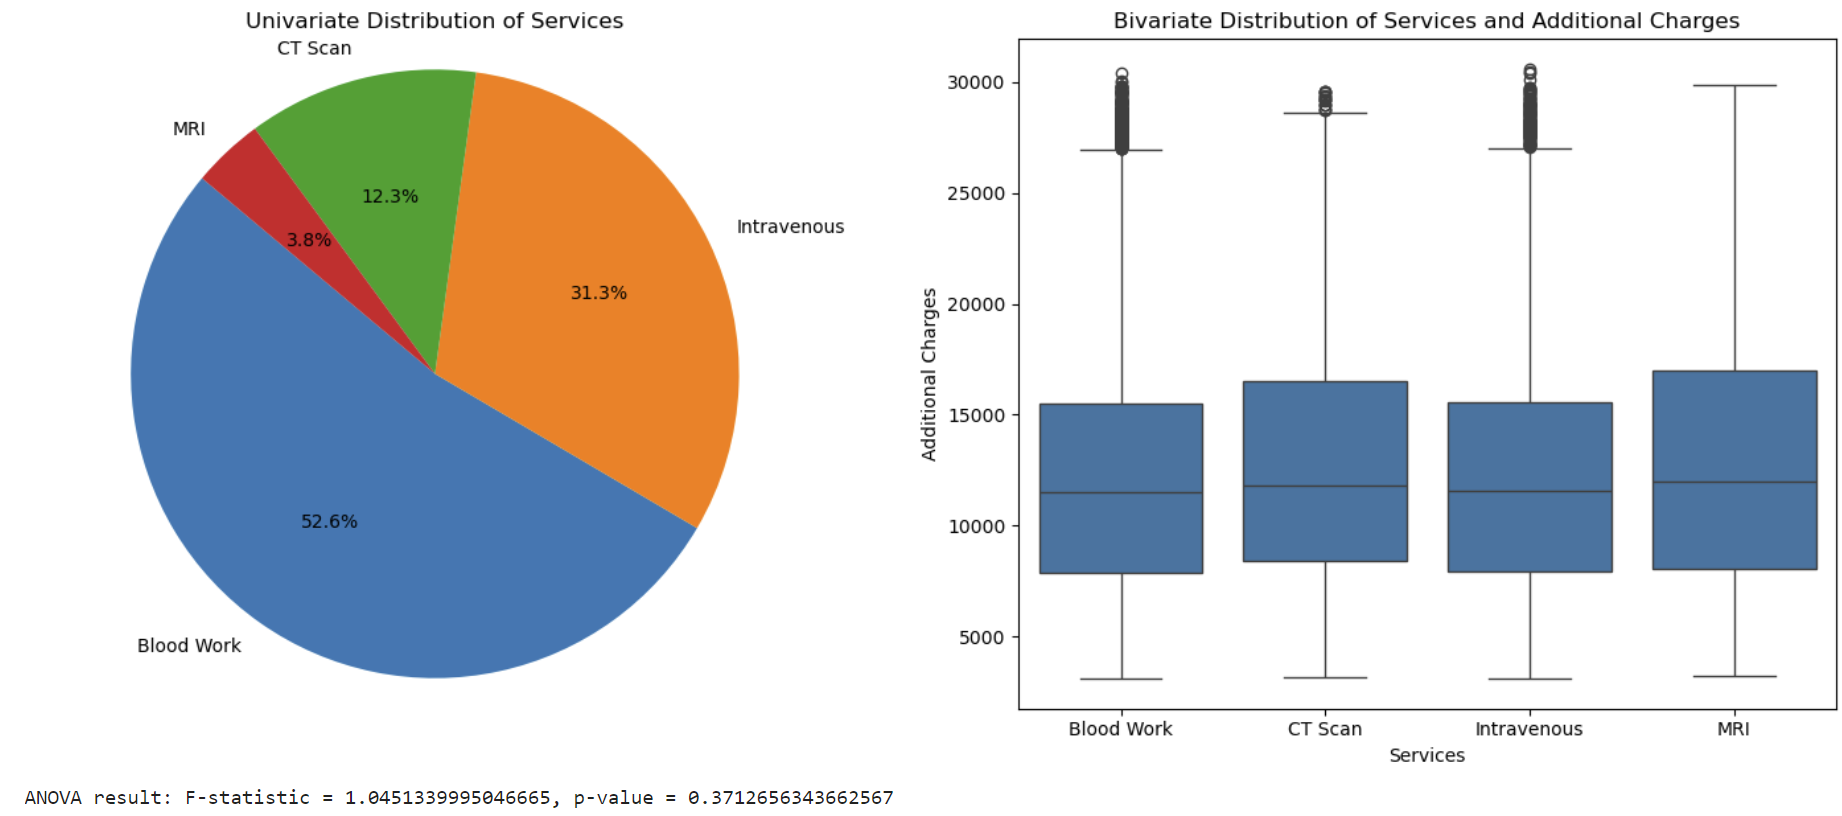 Univariate Distribution of Services
CT Scan
MRI
12.3%
3.8%
Intravenous
31.3%
52.6%
Blood Work
Bivariate Distribution of Services and Additional Charges
30000
25000
20000
15000
10000
5000
Additional Charges
Blood Work
CT Scan
Intravenous
MRI
Services
ANOVA result: F-statistic = 1.0451339995046665, p-value = 0.3712656343662567